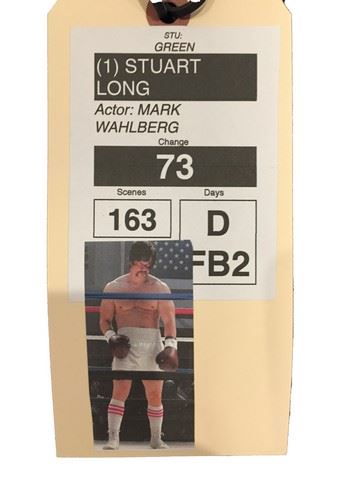 STU:
GREEN
(1) STUART
LONG
Actor: MARK
WAHLBERG
Change
73
Scenes
Days
163
D
FB2